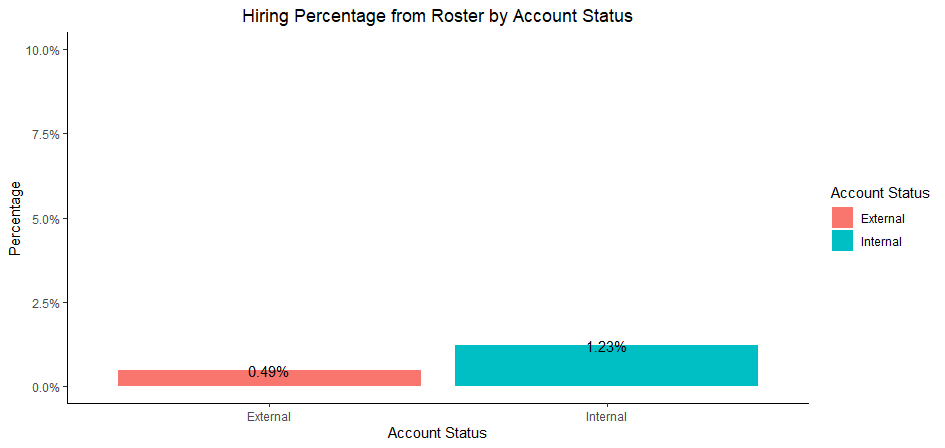 Hiring Percentage from Roster by Account Status
10.0%
7.5%
5.0%
2.5%
0.0%
Percentage
0.49%
1.23%
External
Internal
Account Status
Account Status
External
Internal